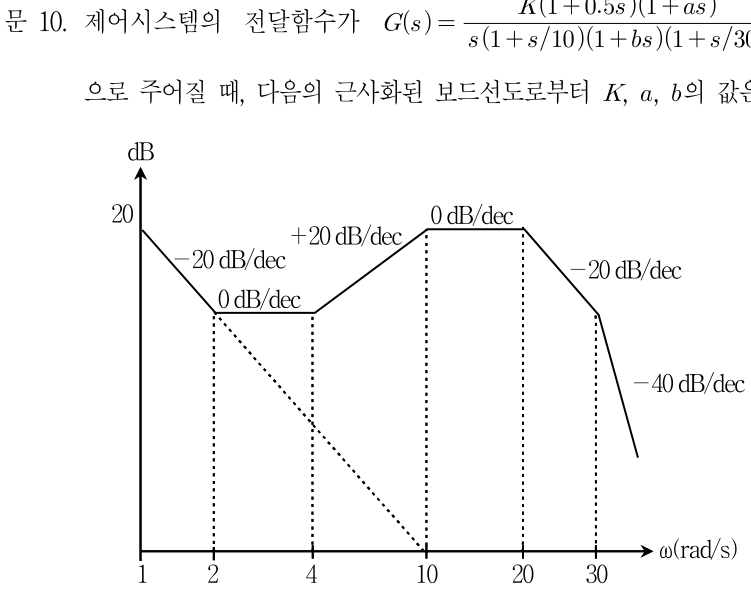 문 10. 제어시스템의 전달함수가 G(s) = K(1+0.5s)(1+as)
s(1+s/10)(1+bs)(1+s/30
으로 주어질 때, 다음의 근사화된 보드선도로부터 K, a, b의 값은
dB
20
0 dB/dec
+20 dB/dec
−20 dB/dec
−20 dB/dec
0 dB/dec
−40 dB/dec
ω(rad/s)
1 2 4 10 20 30